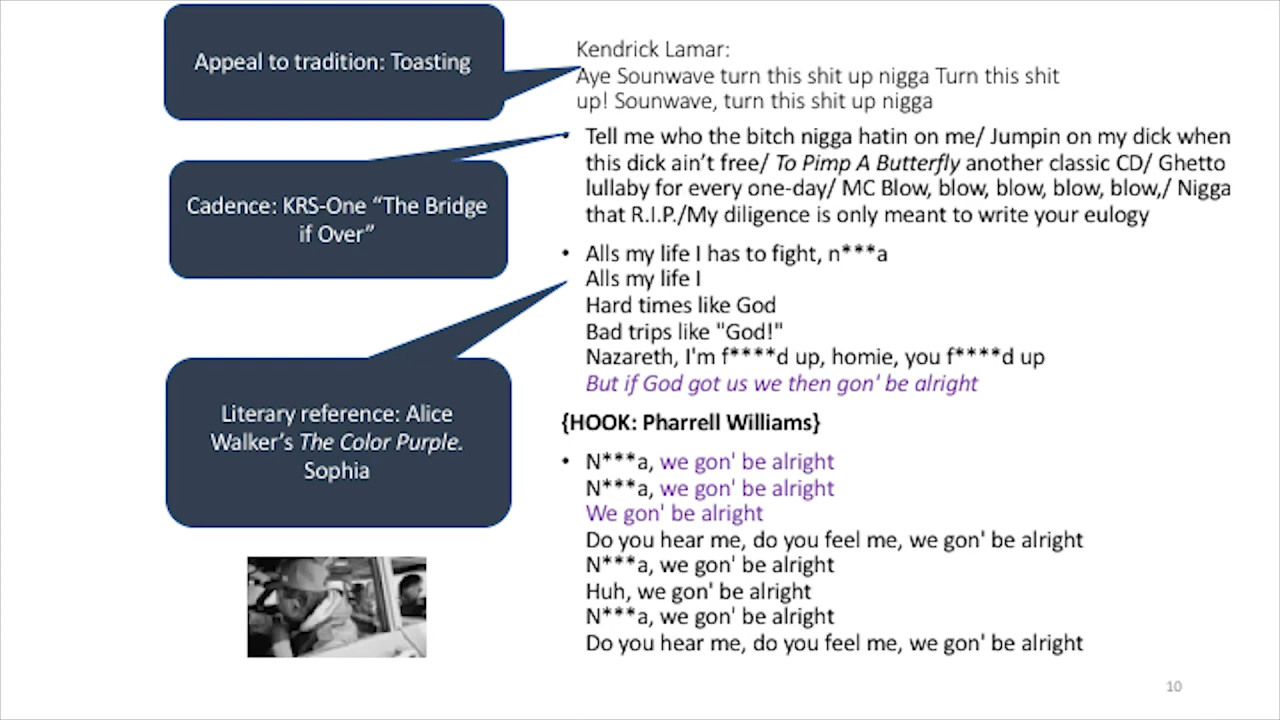 Appeal to tradition: Toasting
Kendrick Lamar:
Aye Sounwave turn this shit up nigga Turn this shit
up! Sounwave, turn this shit up nigga
Cadence: KRS-One “The Bridge
if Over”
• Tell me who the bitch nigga hatin on me/ Jumpin on my dick when
this dick ain’t free/ To Pimp A Butterfly another classic CD/ Ghetto
lullaby for every one-day/ MC Blow, blow, blow, blow, blow,/ Nigga
that R.I.P./My diligence is only meant to write your eulogy
Literary reference: Alice
Walker’s The Color Purple.
Sophia
• Alls my life I has to fight, n***a
Alls my life I
Hard times like God
Bad trips like "God!"
Nazareth, I'm f****d up, homie, you f****d up
But if God got us we then gon' be alright
{HOOK: Pharrell Williams}
• N***a, we gon' be alright
N***a, we gon' be alright
We gon' be alright
Do you hear me, do you feel me, we gon' be alright
N***a, we gon' be alright
Huh, we gon' be alright
N***a, we gon' be alright
Do you hear me, do you feel me, we gon' be alright
10